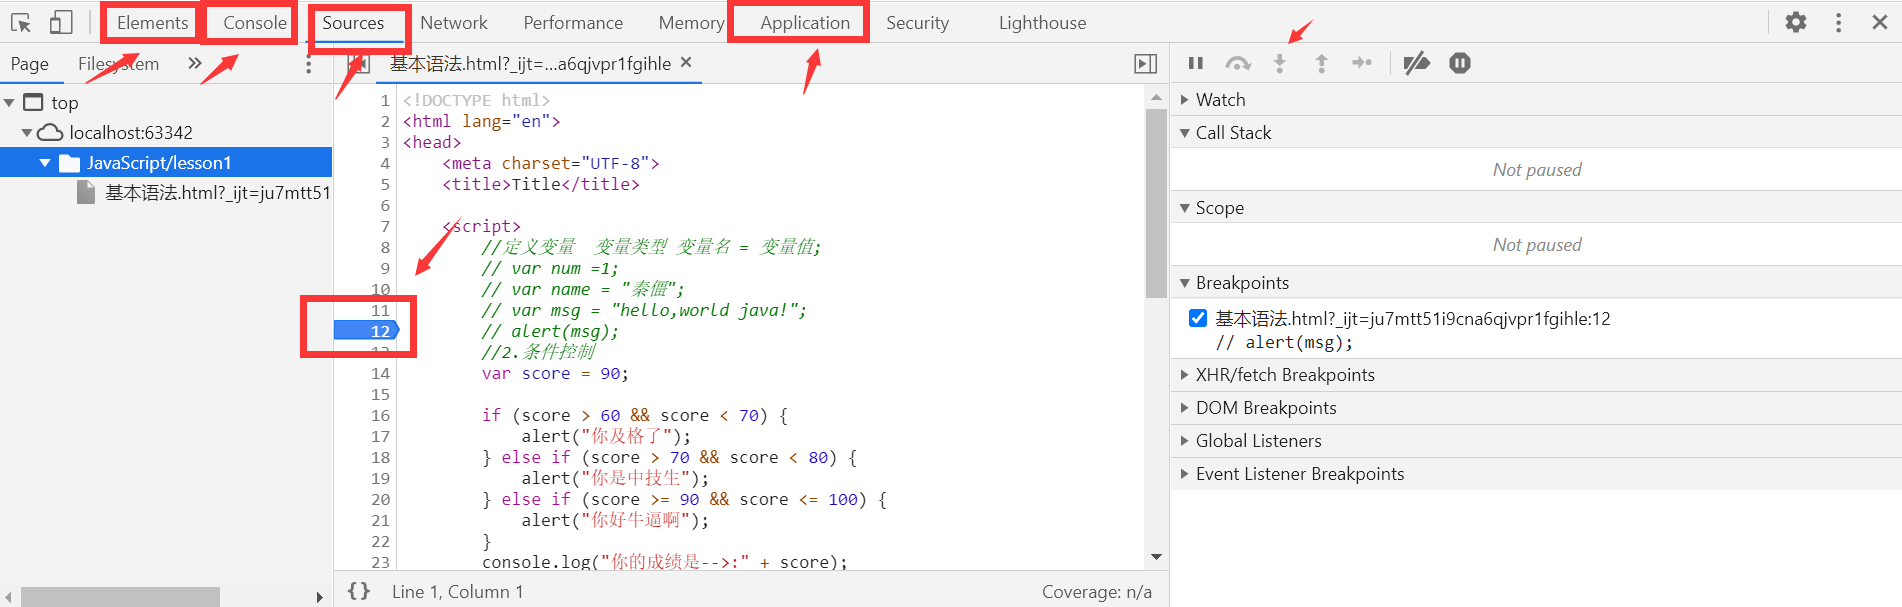 Elements Console Sources Network Performance Memory Application Security Lighthouse
Page Filesystem »
基本语法.html?_ijt=...a6qjvpr1fgihle ×
top
localhost:63342
JavaScript/lesson1
基本语法.html?_ijt=ju7mtt51
1 <!DOCTYPE html>
2 <html lang="en">
3 <head>
4 <meta charset="UTF-8">
5 <title>Title</title>
6
7 <script>
8 //定义变量 变量类型 变量名 = 变量值;
9 // var num =1;
10 // var name = "秦僵";
11 // var msg = "hello,world java!";
12 // alert(msg);
//2.条件控制
14 var score = 90;
15
16 if (score > 60 && score < 70) {
17 alert("你及格了");
18 } else if (score > 70 && score < 80) {
19 alert("你是中技生");
20 } else if (score >= 90 && score <= 100) {
21 alert("你好牛逼啊");
22 }
23 console.log("你的成绩是-->:" + score);
{} Line 1, Column 1
Coverage: n/a
Watch
Call Stack
Not paused
Scope
Not paused
Breakpoints
基本语法.html?_ijt=ju7mtt51i9cna6qjvpr1fgihle:12
// alert(msg);
XHR/fetch Breakpoints
DOM Breakpoints
Global Listeners
Event Listener Breakpoints